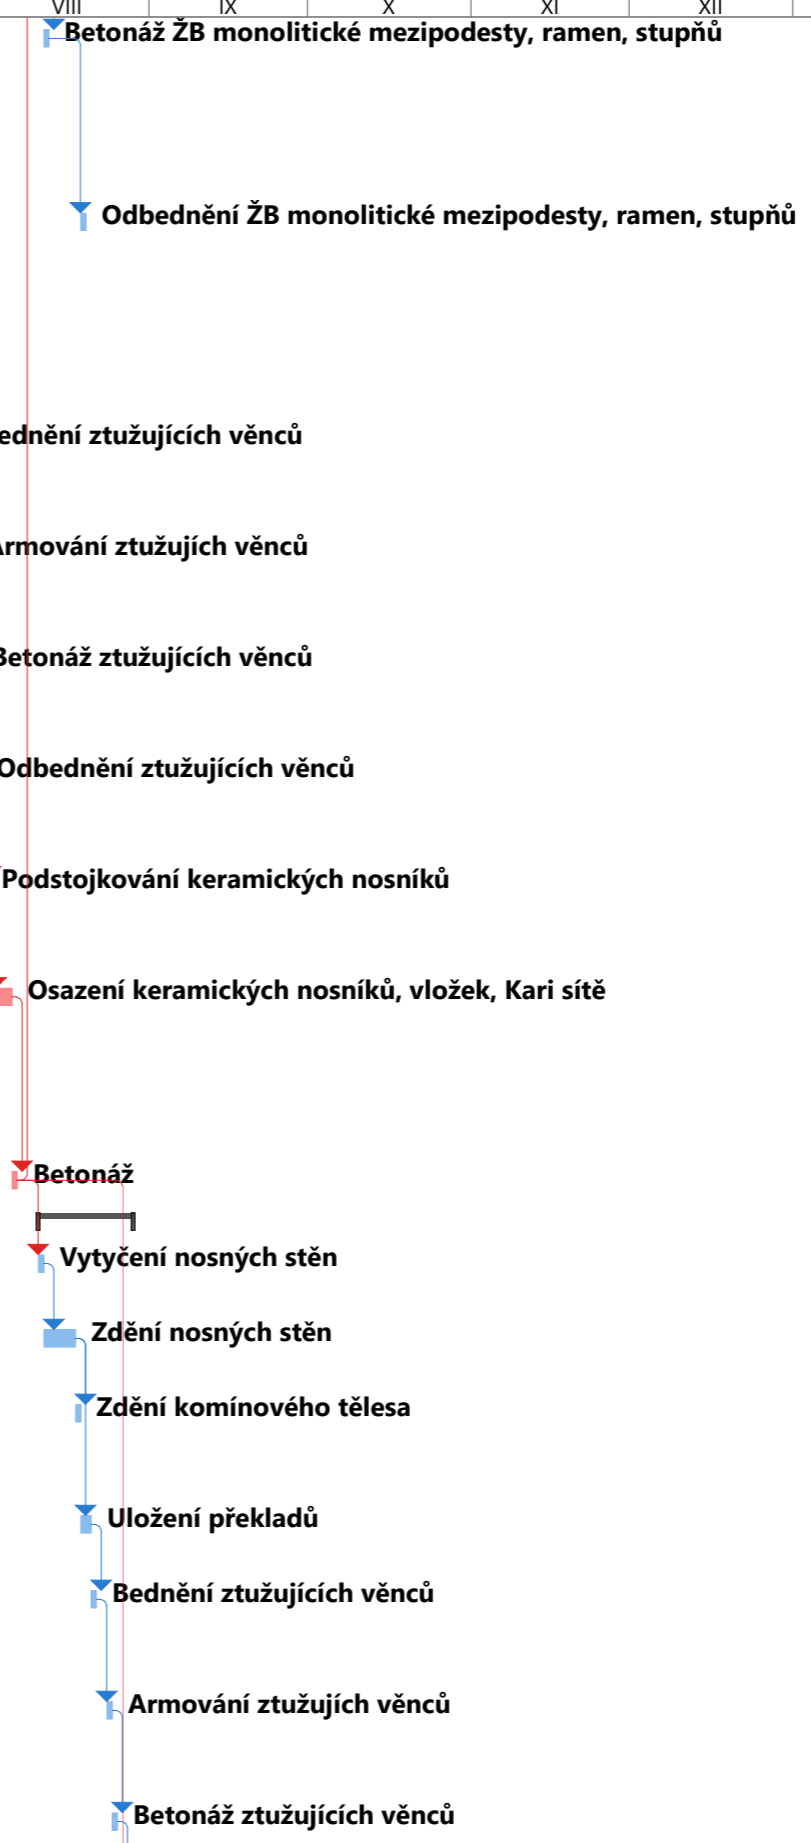 VIII IX X XI XII
Betonáž ŽB monolitické mezipodesty, ramen, stupňů
Odbednění ŽB monolitické mezipodesty, ramen, stupňů
ednění ztužujících věnců
Armování ztužujích věnců
Betonáž ztužujících věnců
Odbednění ztužujících věnců
Podstojkování keramických nosníků
Osazení keramických nosníků, vložek, Kari sítě
Betonáž
Vytyčení nosných stěn
Zdění nosných stěn
Zdění komínového tělesa
Uložení překladů
Bednění ztužujících věnců
Armování ztužujích věnců
Betonáž ztužujících věnců